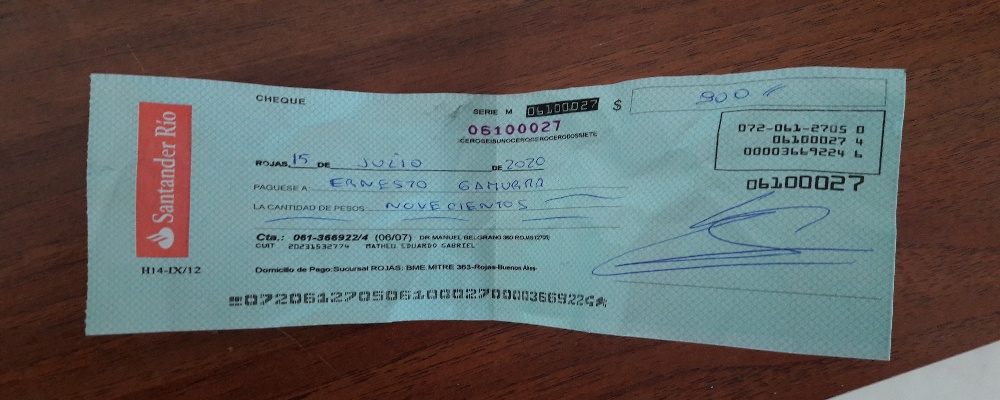 CHEQUE
SERIE M 06100027 $ 900
06100027
CEROSEISUNOCEROCEROCERODOSSIETE
072-061-2705 0
06100027 4
00003669224 6
06100027
ROJAS, 15 DE JULIO DE 2020
PAGUESE A ERNESTO GAMURRA
LA CANTIDAD DE PESOS NOVECIENTOS
Cta.: 061-366922/4 (06/07) DR MANUEL BELGRANO 360 ROJAS (2705)
CUIT 20231532774 MATHEU EDUARDO GABRIEL
Domicilio de Pago:Sucursal ROJAS: BME.MITRE 363-Rojas-Buenos Aires
Santander Río
H14-IX/12